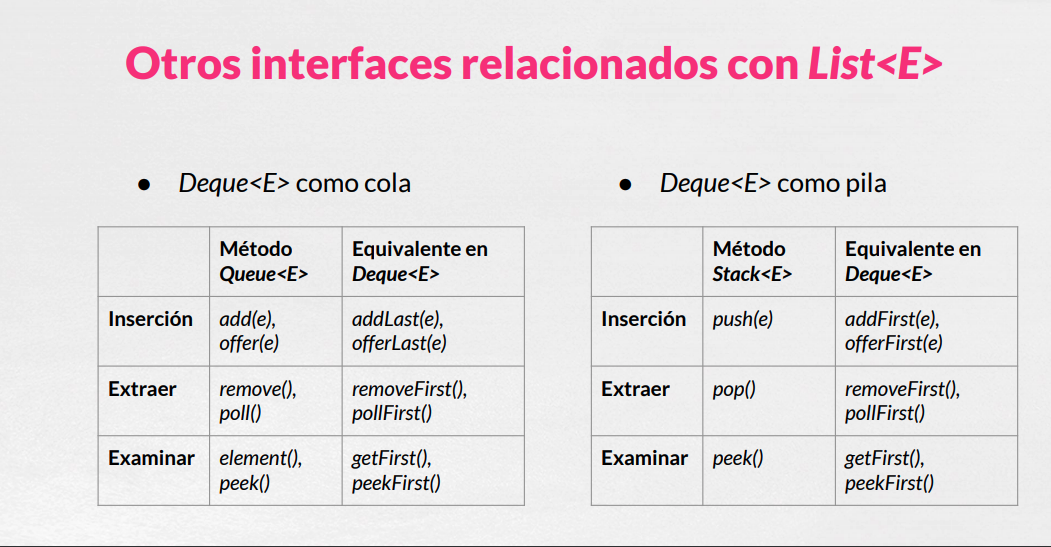 Otros interfaces relacionados con List<E>
● Deque<E> como cola
Método Equivalente en
Queue<E> Deque<E>
Inserción add(e), addLast(e),
offer(e) offerLast(e)
Extraer remove(), removeFirst(),
poll() pollFirst()
Examinar element(), getFirst(),
peek() peekFirst()
● Deque<E> como pila
Método Equivalente en
Stack<E> Deque<E>
Inserción push(e) addFirst(e),
offerFirst(e)
Extraer pop() removeFirst(),
pollFirst()
Examinar peek() getFirst(),
peekFirst()